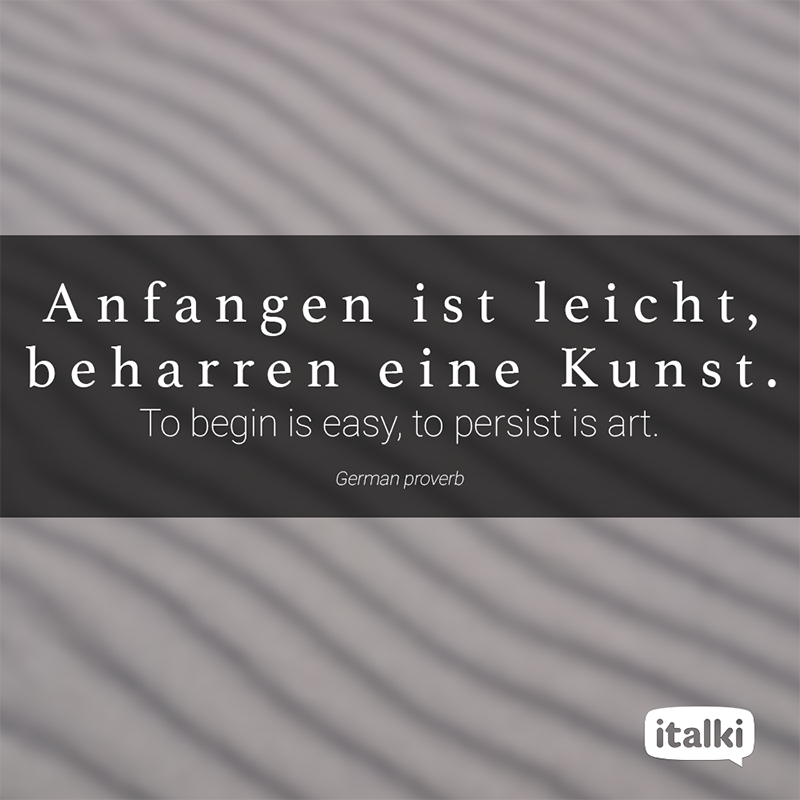 Anfangen ist leicht,
beharren eine Kunst.
To begin is easy, to persist is art.
German proverb
italki